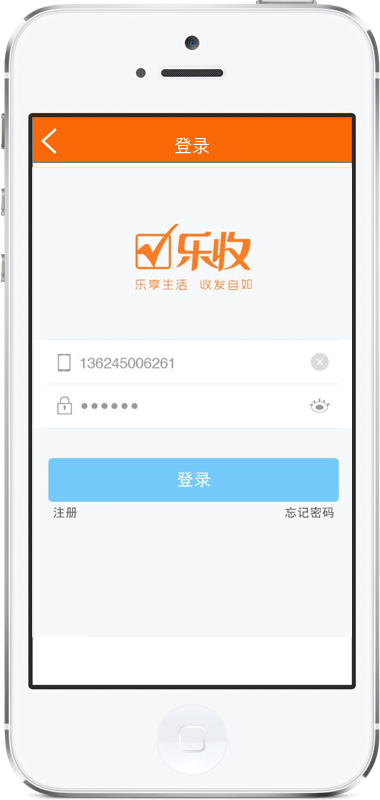 登录
乐收
乐享生活 收发自如
136245006261
登录
注册 忘记密码